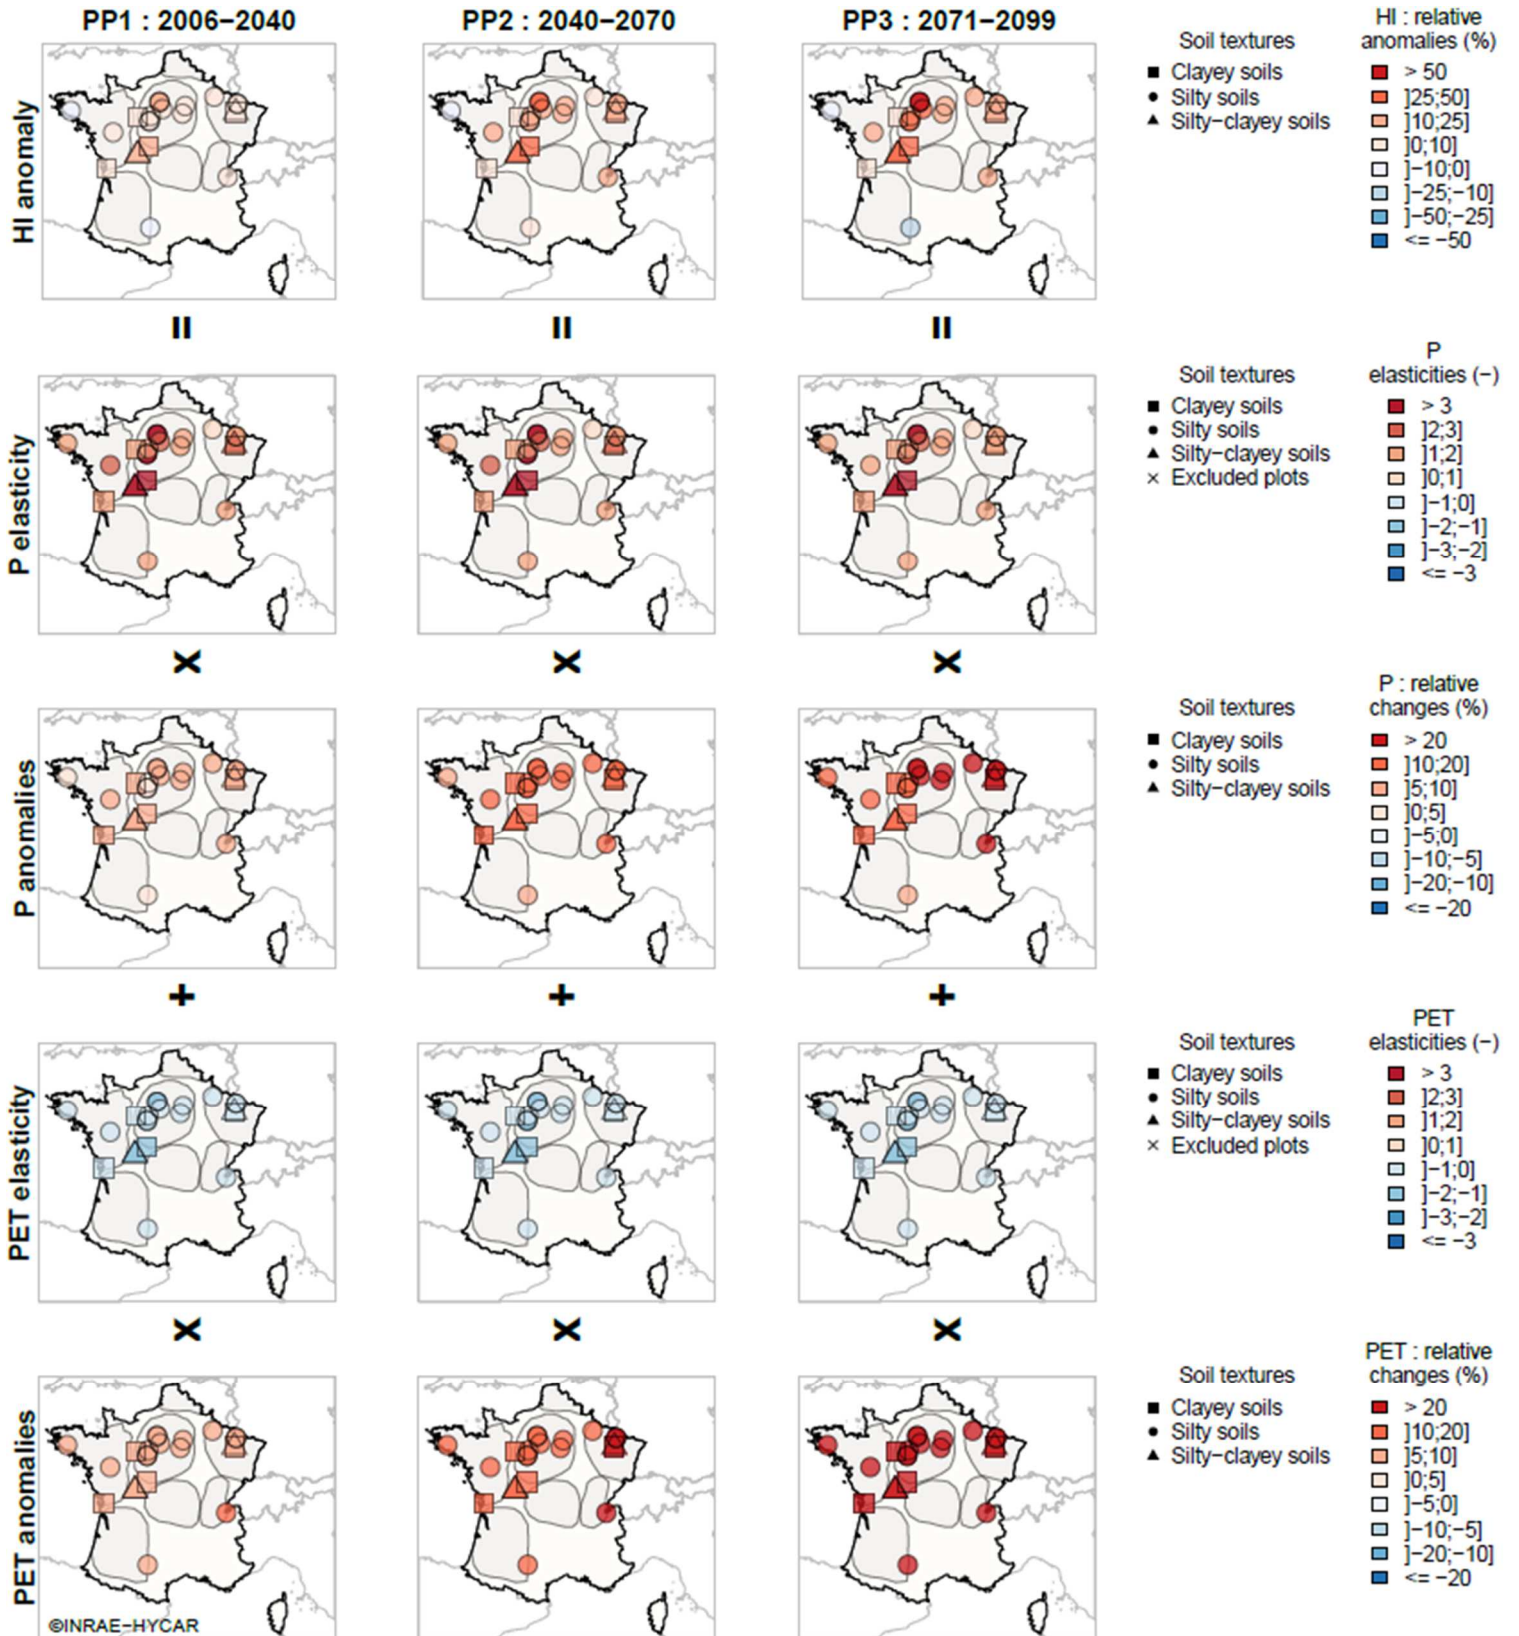 PP1 : 2006−2040
PP2 : 2040−2070
PP3 : 2071−2099
HI anomaly
Soil textures
Clayey soils
Silty soils
Silty−clayey soils
HI : relative
anomalies (%)
> 50
]25;50]
]10;25]
]0;10]
]−10;0]
]−25;−10]
]−50;−25]
<= −50
= = =
P elasticity
Soil textures
Clayey soils
Silty soils
Silty−clayey soils
Excluded plots
P
elasticities (−)
> 3
]2;3]
]1;2]
]0;1]
]−1;0]
]−2;−1]
]−3;−2]
<= −3
x x x
P anomalies
Soil textures
Clayey soils
Silty soils
Silty−clayey soils
P : relative
changes (%)
> 20
]10;20]
]5;10]
]0;5]
]−5;0]
]−10;−5]
]−20;−10]
<= −20
+ + +
PET elasticity
Soil textures
Clayey soils
Silty soils
Silty−clayey soils
Excluded plots
PET
elasticities (−)
> 3
]2;3]
]1;2]
]0;1]
]−1;0]
]−2;−1]
]−3;−2]
<= −3
x x x
PET anomalies
Soil textures
Clayey soils
Silty soils
Silty−clayey soils
PET : relative
changes (%)
> 20
]10;20]
]5;10]
]0;5]
]−5;0]
]−10;−5]
]−20;−10]
<= −20
©INRAE−HYCAR